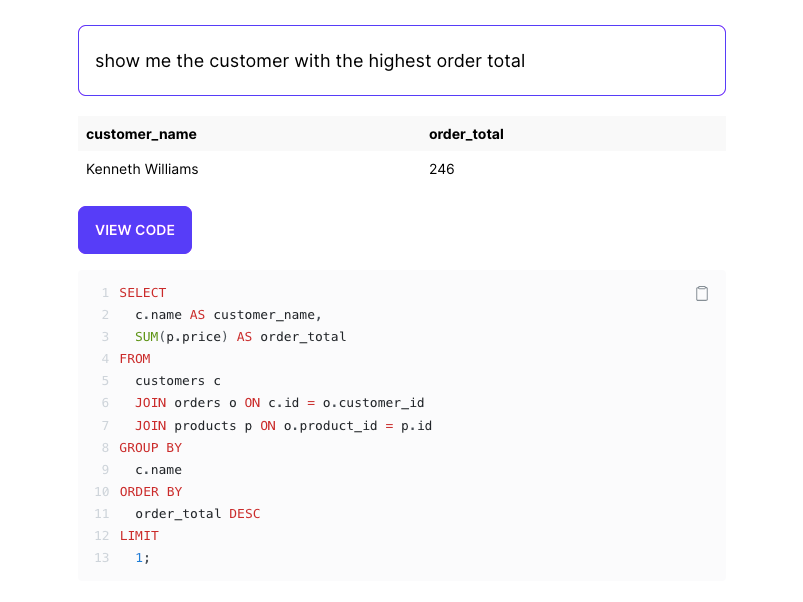 show me the customer with the highest order total
customer_name order_total
Kenneth Williams 246
VIEW CODE
1 SELECT
2 c.name AS customer_name,
3 SUM(p.price) AS order_total
4 FROM
5 customers c
6 JOIN orders o ON c.id = o.customer_id
7 JOIN products p ON o.product_id = p.id
8 GROUP BY
9 c.name
10 ORDER BY
11 order_total DESC
12 LIMIT
13 1;